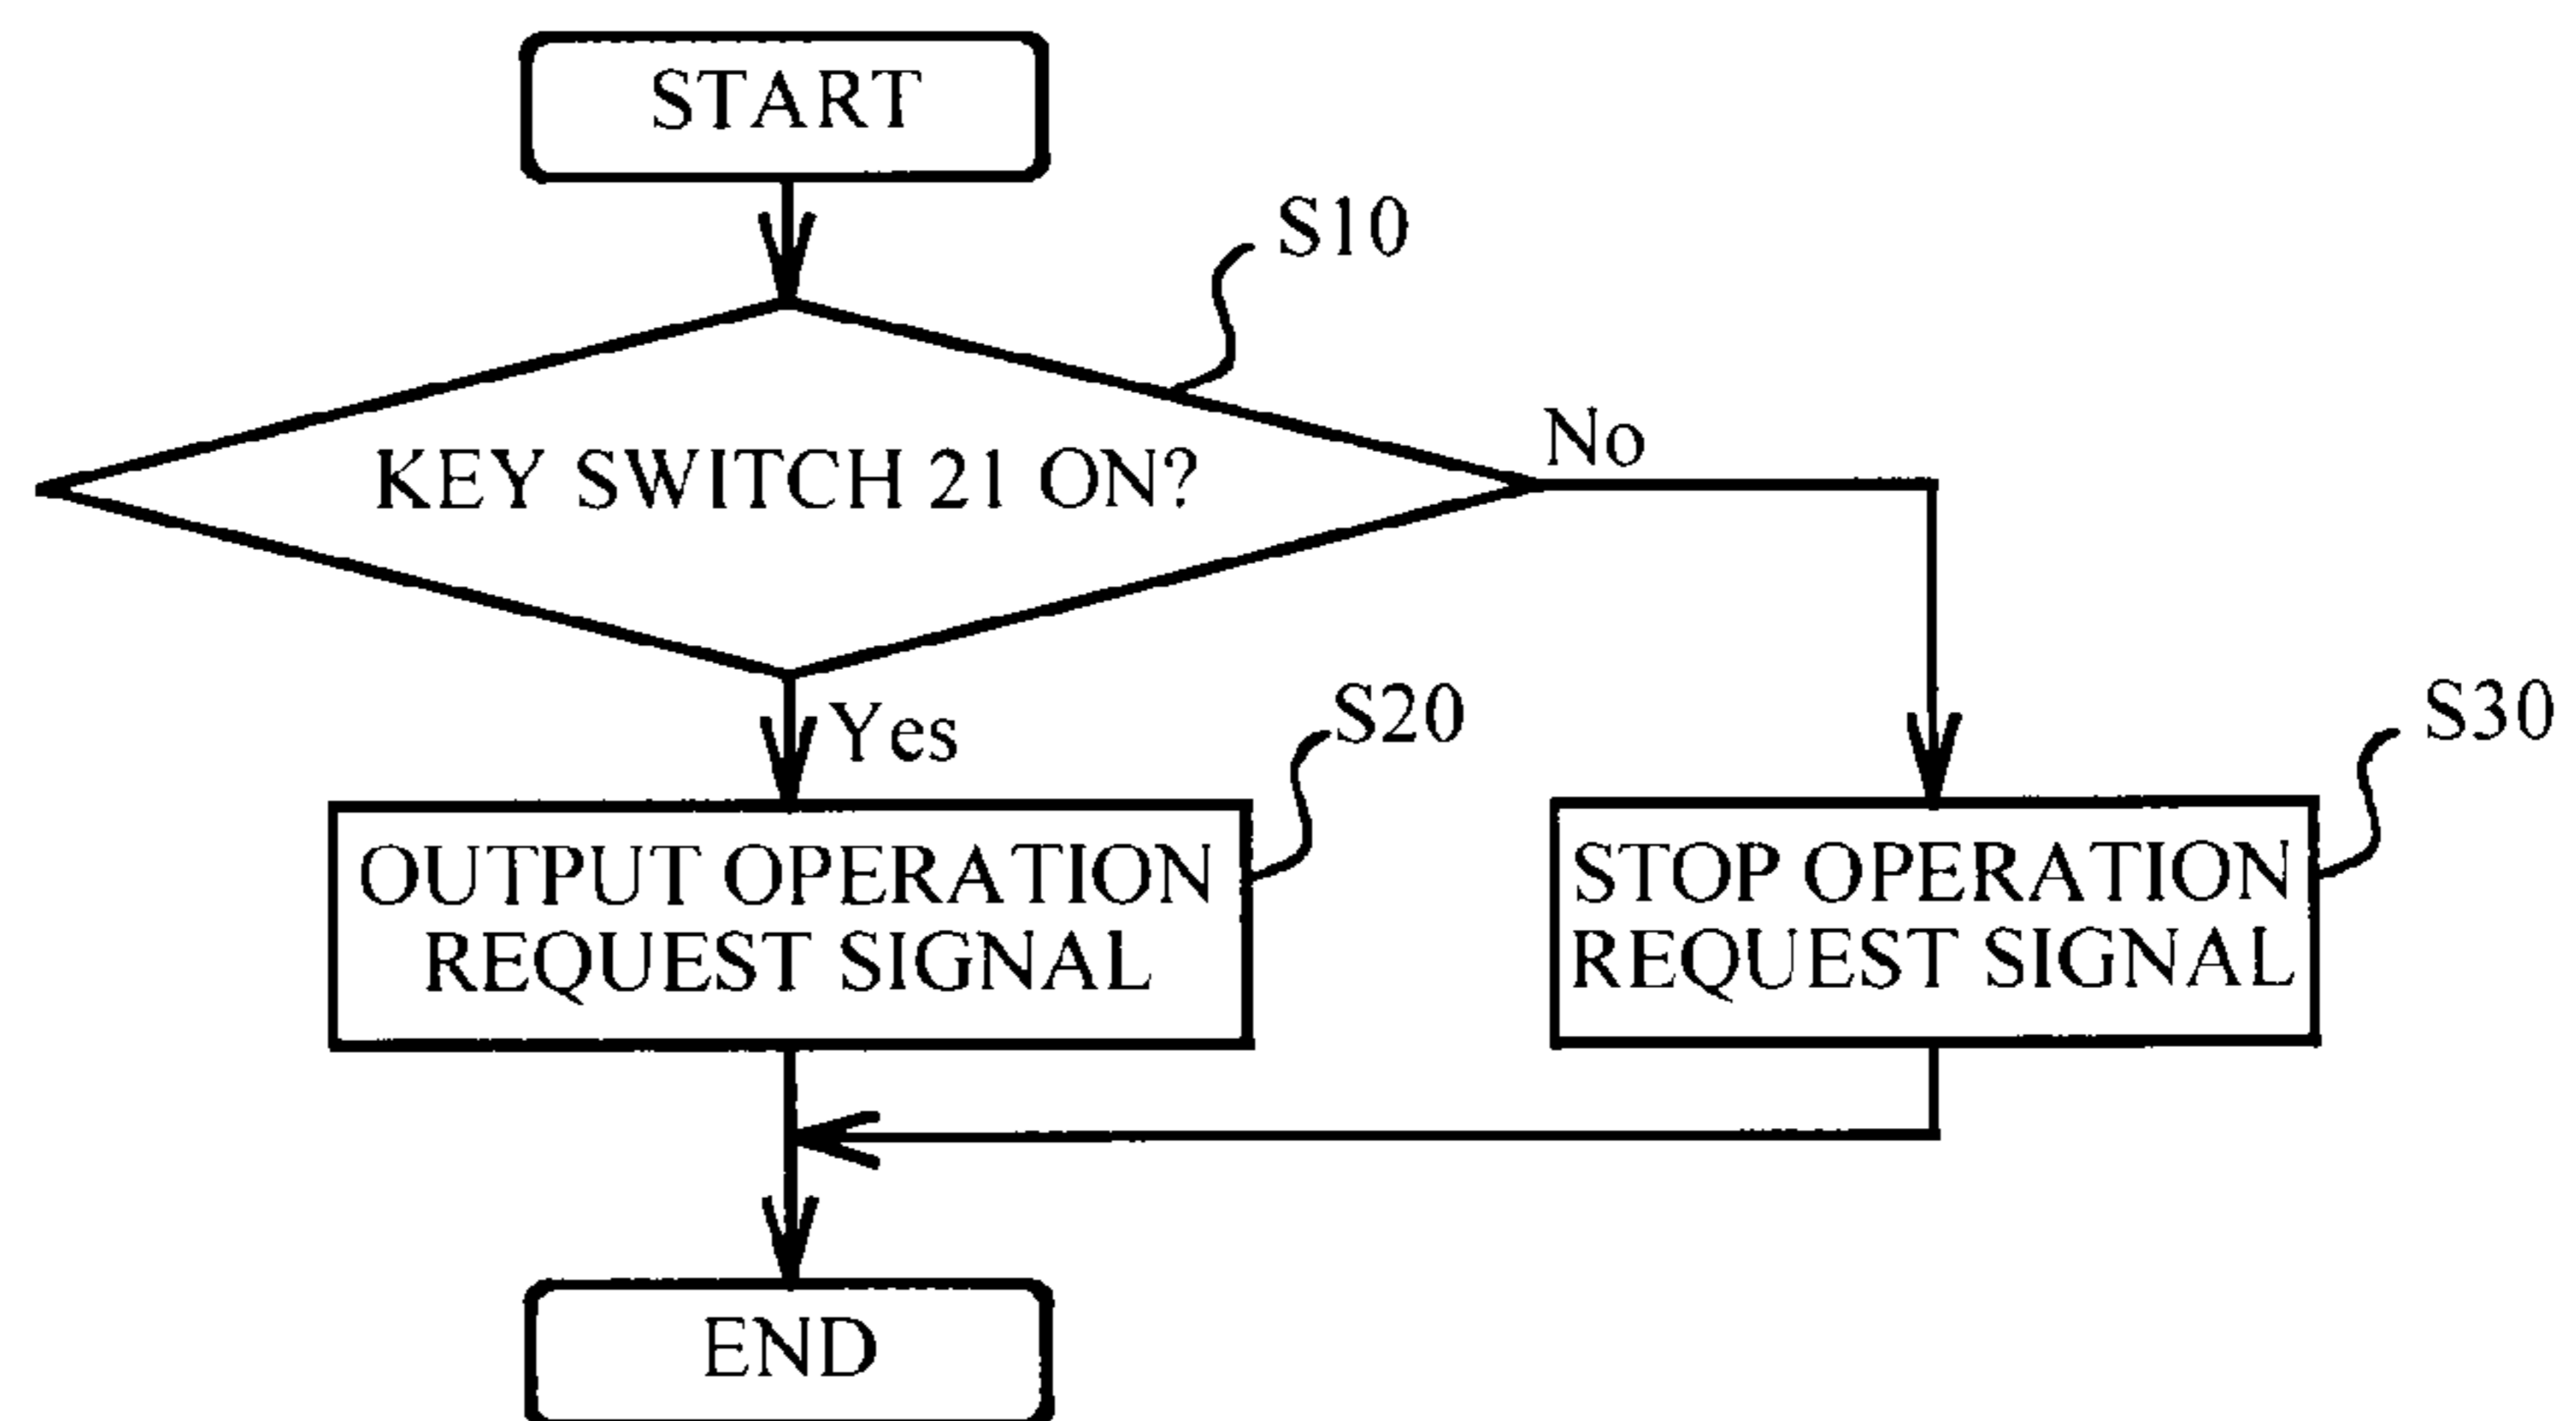 START
S10
KEY SWITCH 21 ON?
No
Yes
S20
S30
OUTPUT OPERATION
REQUEST SIGNAL
STOP OPERATION
REQUEST SIGNAL
END